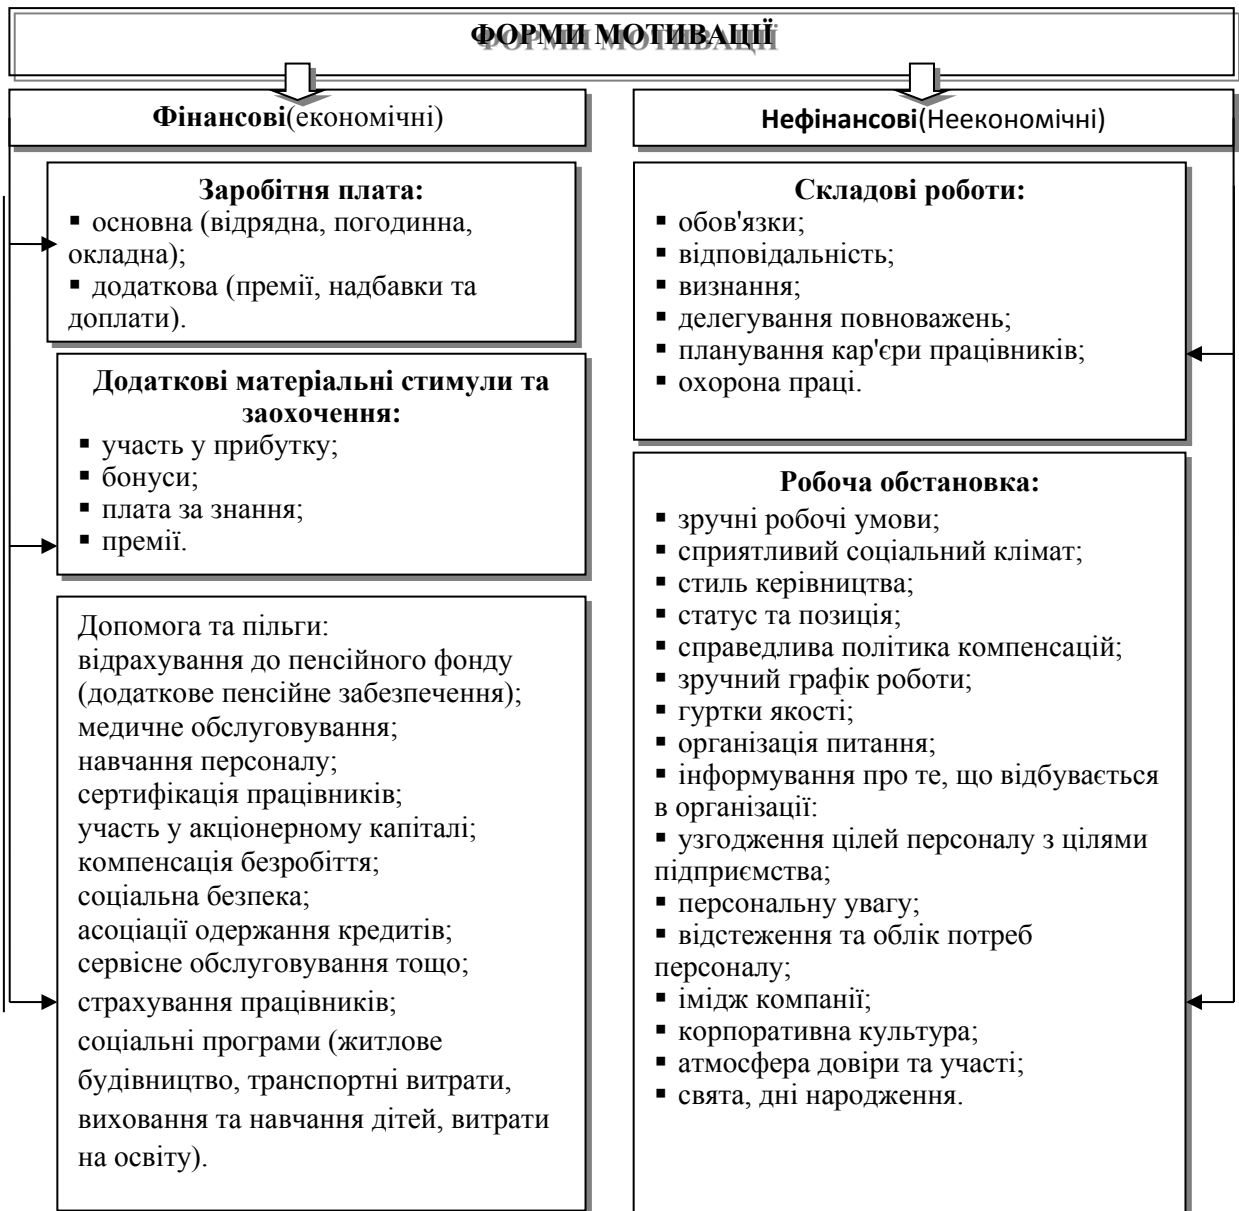 ФОРМИ МОТИВАЦІЇ
Фінансові(економічні)
Заробітня плата:
▪ основна (відрядна, погодинна,
окладна);
▪ додаткова (премії, надбавки та
доплати).
Додаткові матеріальні стимули та
заохочення:
▪ участь у прибутку;
▪ бонуси;
▪ плата за знання;
▪ премії.
Допомога та пільги:
відрахування до пенсійного фонду
(додаткове пенсійне забезпечення);
медичне обслуговування;
навчання персоналу;
сертифікація працівників;
участь у акціонерному капіталі;
компенсація безробіття;
соціальна безпека;
асоціації одержання кредитів;
сервісне обслуговування тощо;
страхування працівників;
соціальні програми (житлове
будівництво, транспортні витрати,
виховання та навчання дітей, витрати
на освіту).
Нефінансові(Неекономічні)
Складові роботи:
▪ обов'язки;
▪ відповідальність;
▪ визнання;
▪ делегування повноважень;
▪ планування кар'єри працівників;
▪ охорона праці.
Робоча обстановка:
▪ зручні робочі умови;
▪ сприятливий соціальний клімат;
▪ стиль керівництва;
▪ статус та позиція;
▪ справедлива політика компенсацій;
▪ зручний графік роботи;
▪ гуртки якості;
▪ організація питання;
▪ інформування про те, що відбувається
в організації:
▪ узгодження цілей персоналу з цілями
підприємства;
▪ персональну увагу;
▪ відстеження та облік потреб
персоналу;
▪ імідж компанії;
▪ корпоративна культура;
▪ атмосфера довіри та участі;
▪ свята, дні народження.